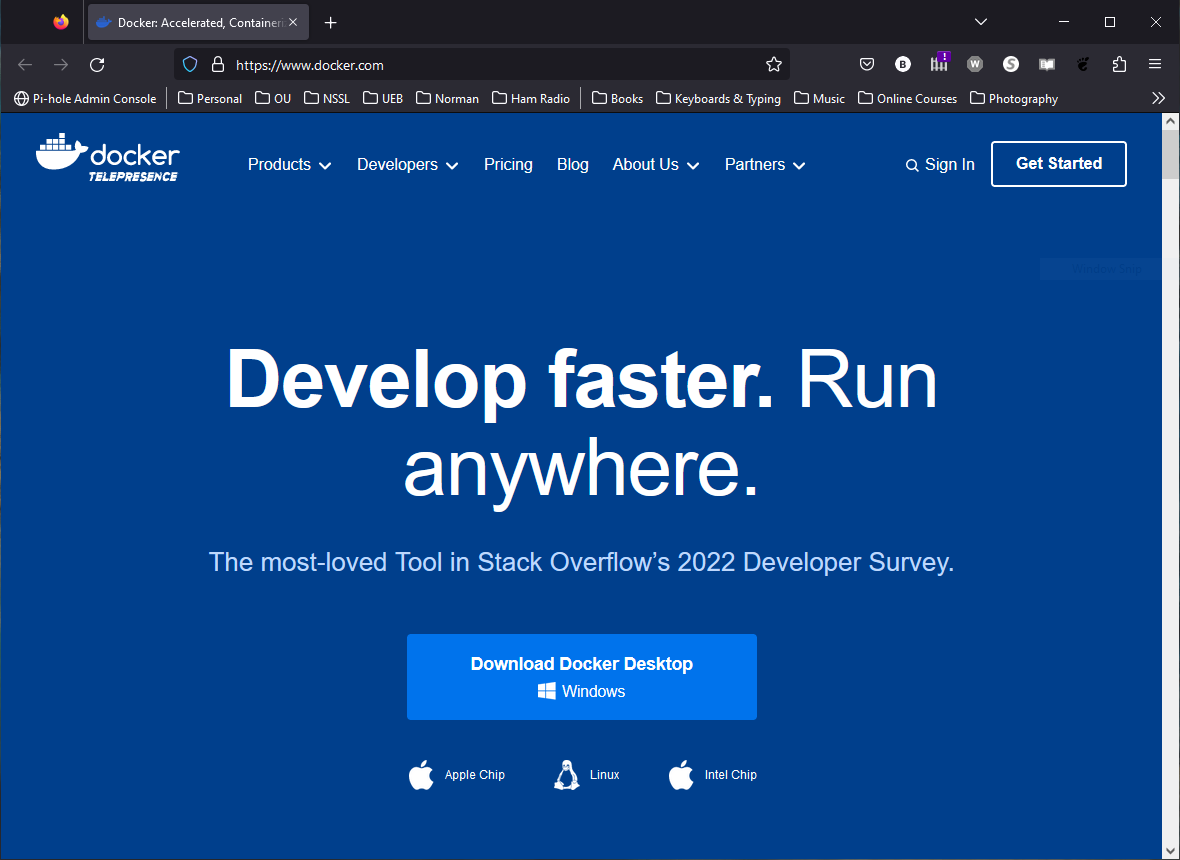 Docker: Accelerated, Containeri
https://www.docker.com
B
!
W
S
Pi-hole Admin Console
Personal
OU
NSSL
UEB
Norman
Ham Radio
Books
Keyboards & Typing
Music
Online Courses
Photography
docker
TELEPRESENCE
Products
Developers
Pricing
Blog
About Us
Partners
Sign In
Get Started
Window Snip
Develop faster. Run
anywhere.
The most-loved Tool in Stack Overflow’s 2022 Developer Survey.
Download Docker Desktop
Windows
Apple Chip
Linux
Intel Chip